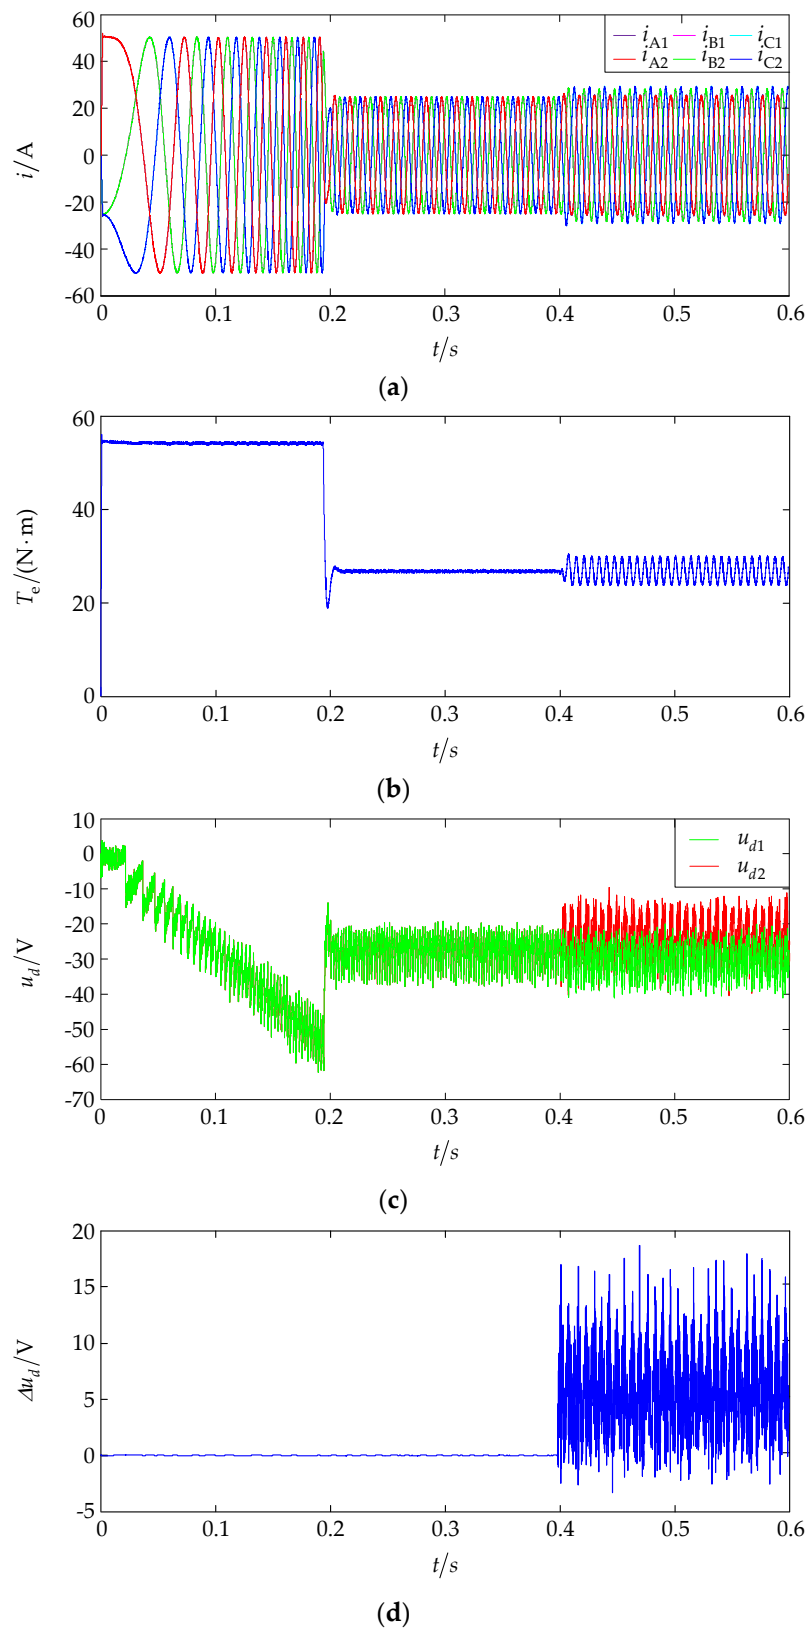 60
40
20
0
-20
-40
-60
i/A
i_A1 i_B1 i_C1
i_A2 i_B2 i_C2
0 0.1 0.2 0.3 0.4 0.5 0.6
t/s
(a)
60
40
20
0
T_e/(N·m)
0 0.1 0.2 0.3 0.4 0.5 0.6
t/s
(b)
10
0
-10
-20
-30
-40
-50
-60
-70
u_d/V
u_d1
u_d2
0 0.1 0.2 0.3 0.4 0.5 0.6
t/s
(c)
20
15
10
5
0
-5
Δu_d/V
0 0.1 0.2 0.3 0.4 0.5 0.6
t/s
(d)